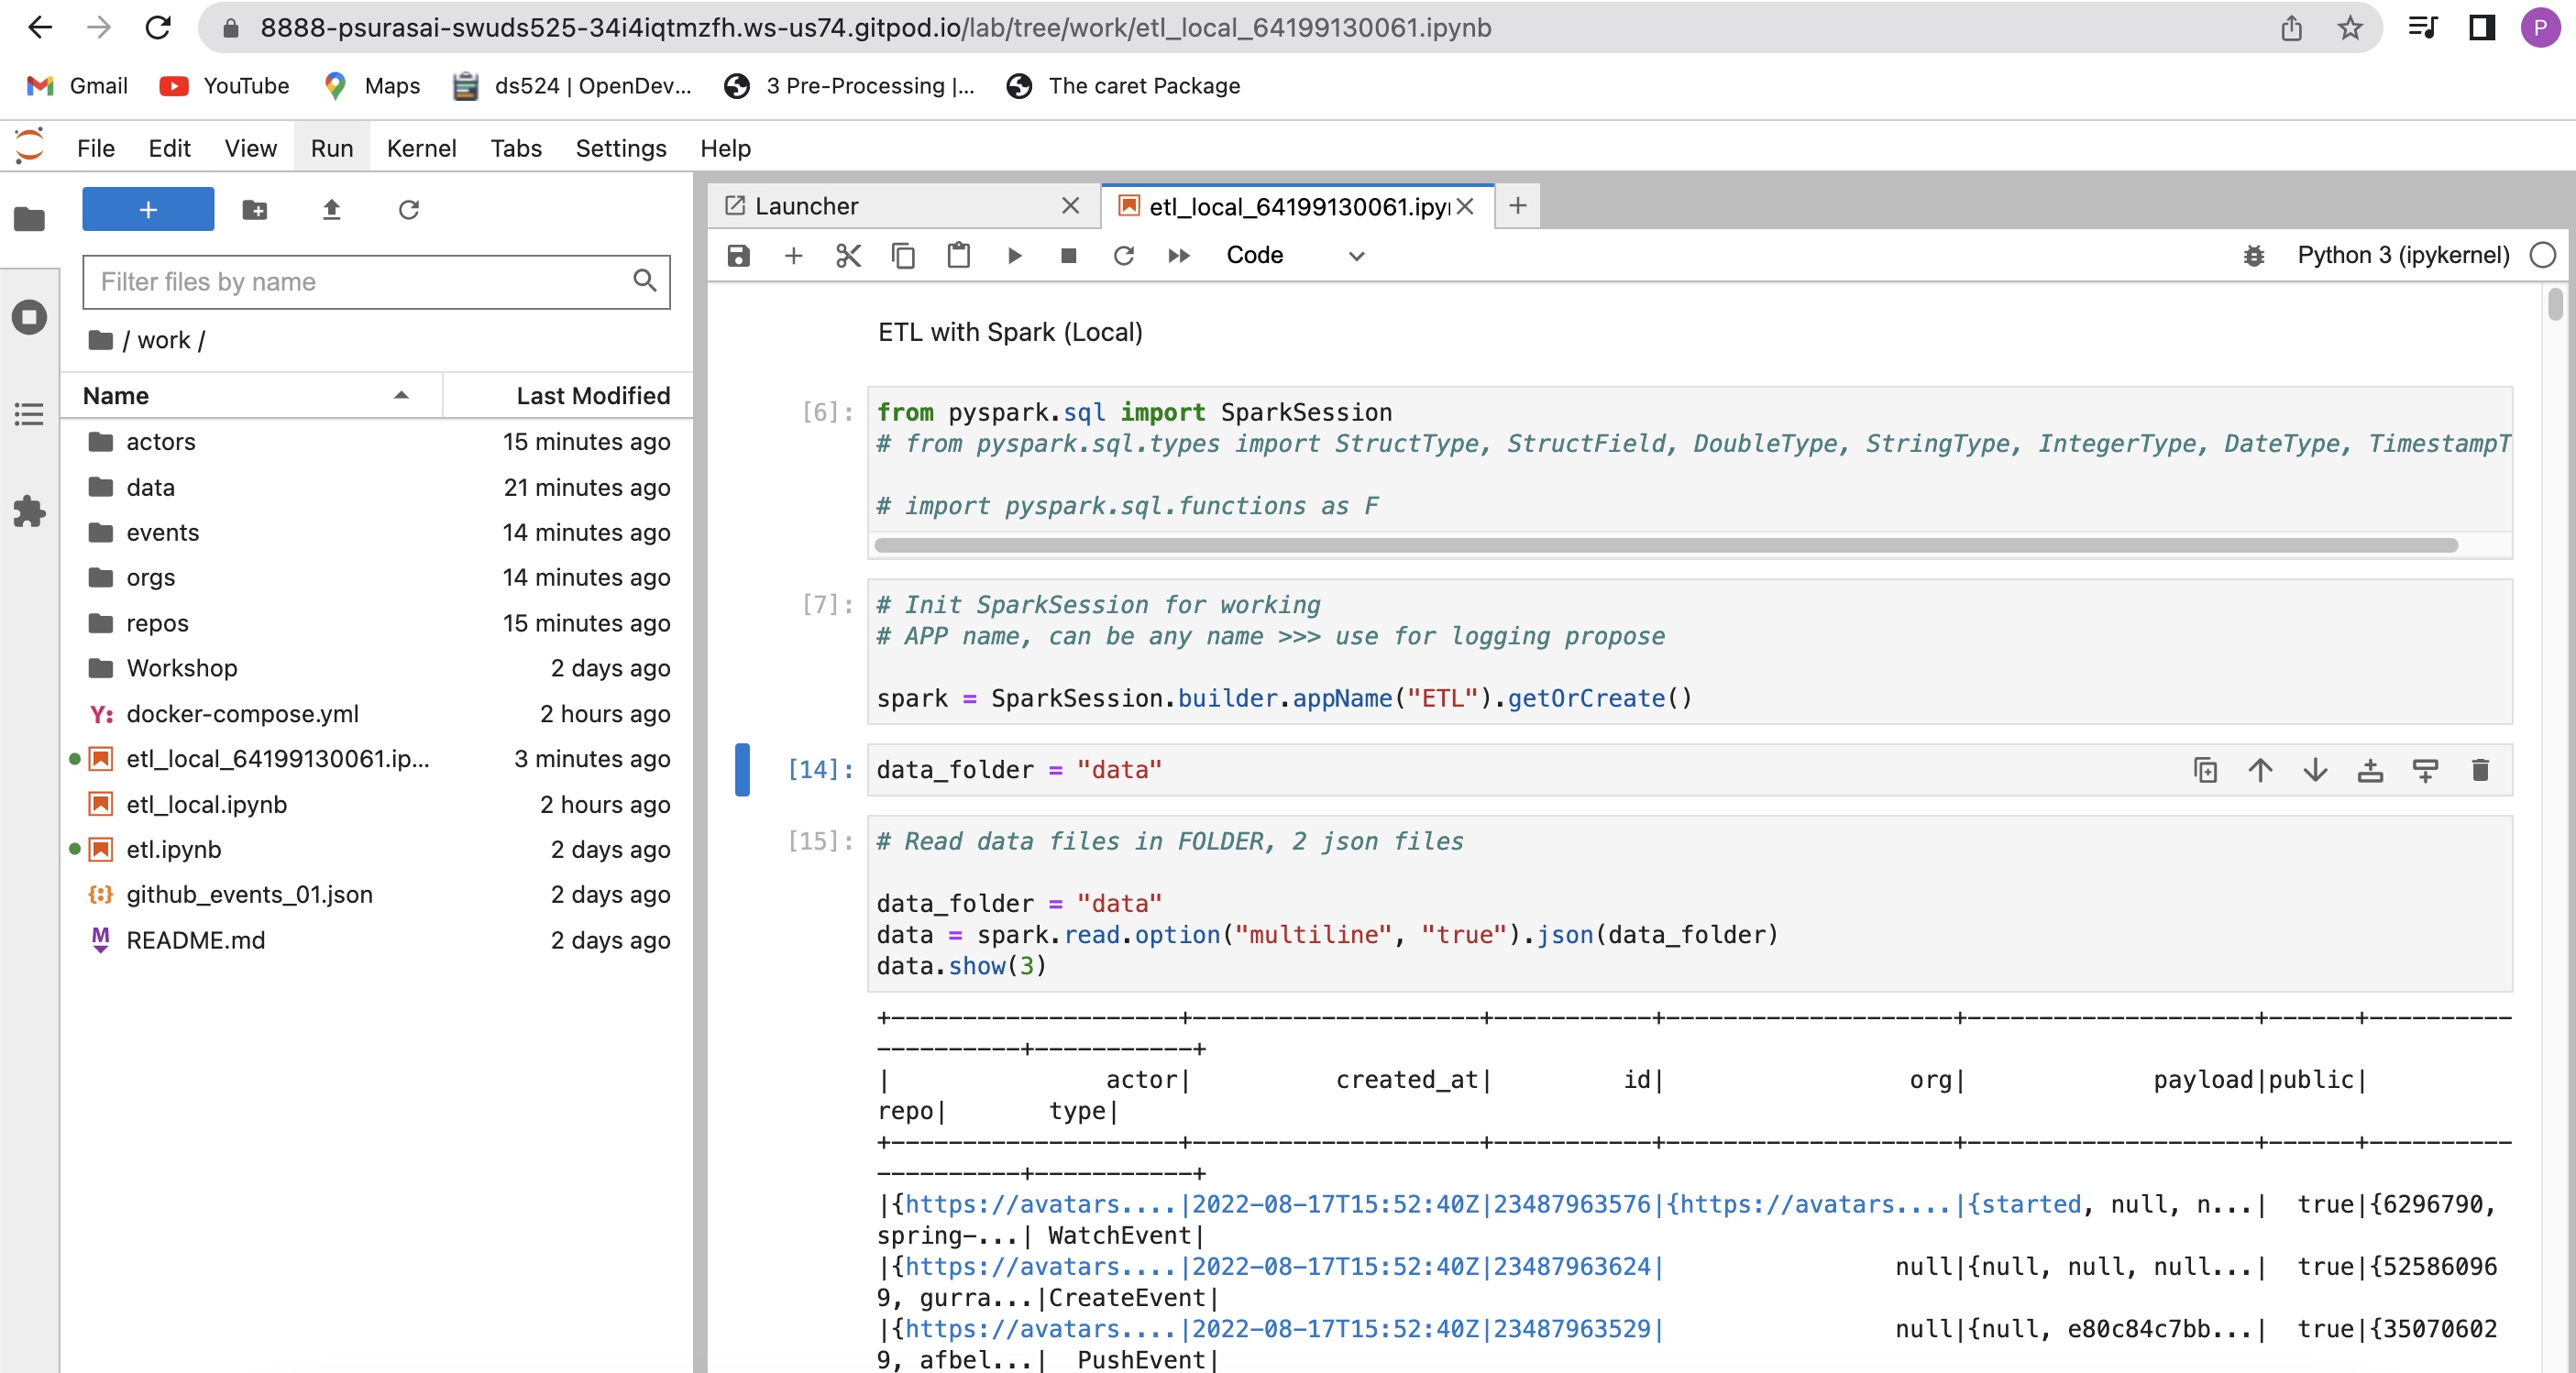 8888-psurasai-swuds525-34i4iqtmzfh.ws-us74.gitpod.io/lab/tree/work/etl_local_64199130061.ipynb
P
Gmail YouTube Maps ds524 | OpenDev... 3 Pre-Processing |... The caret Package
File Edit View Run Kernel Tabs Settings Help
+
Launcher etl_local_64199130061.ipy
Code Python 3 (ipykernel)
Filter files by name
/ work /
Name Last Modified
actors 15 minutes ago
data 21 minutes ago
events 14 minutes ago
orgs 14 minutes ago
repos 15 minutes ago
Workshop 2 days ago
Y: docker-compose.yml 2 hours ago
etl_local_64199130061.ip... 3 minutes ago
etl_local.ipynb 2 hours ago
etl.ipynb 2 days ago
{:} github_events_01.json 2 days ago
M README.md 2 days ago
ETL with Spark (Local)
[6]: from pyspark.sql import SparkSession
# from pyspark.sql.types import StructType, StructField, DoubleType, StringType, IntegerType, DateType, TimestampT
# import pyspark.sql.functions as F
[7]: # Init SparkSession for working
# APP name, can be any name >>> use for logging propose
spark = SparkSession.builder.appName("ETL").getOrCreate()
[14]: data_folder = "data"
[15]: # Read data files in FOLDER, 2 json files
data_folder = "data"
data = spark.read.option("multiline", "true").json(data_folder)
data.show(3)
+--------------------+--------------------+-----------+--------------------+--------------------+------+----------
----------+-----------+
|               actor|          created_at|         id|                 org|             payload|public|
repo|       type|
+--------------------+--------------------+-----------+--------------------+--------------------+------+----------
----------+-----------+
|{https://avatars....|2022-08-17T15:52:40Z|23487963576|{https://avatars....|{started, null, n...|  true|{6296790,
spring-...| WatchEvent|
|{https://avatars....|2022-08-17T15:52:40Z|23487963624|                null|{null, null, null...|  true|{52586096
9, gurra...|CreateEvent|
|{https://avatars....|2022-08-17T15:52:40Z|23487963529|                null|{null, e80c84c7bb...|  true|{35070602
9, afbel...|  PushEvent|